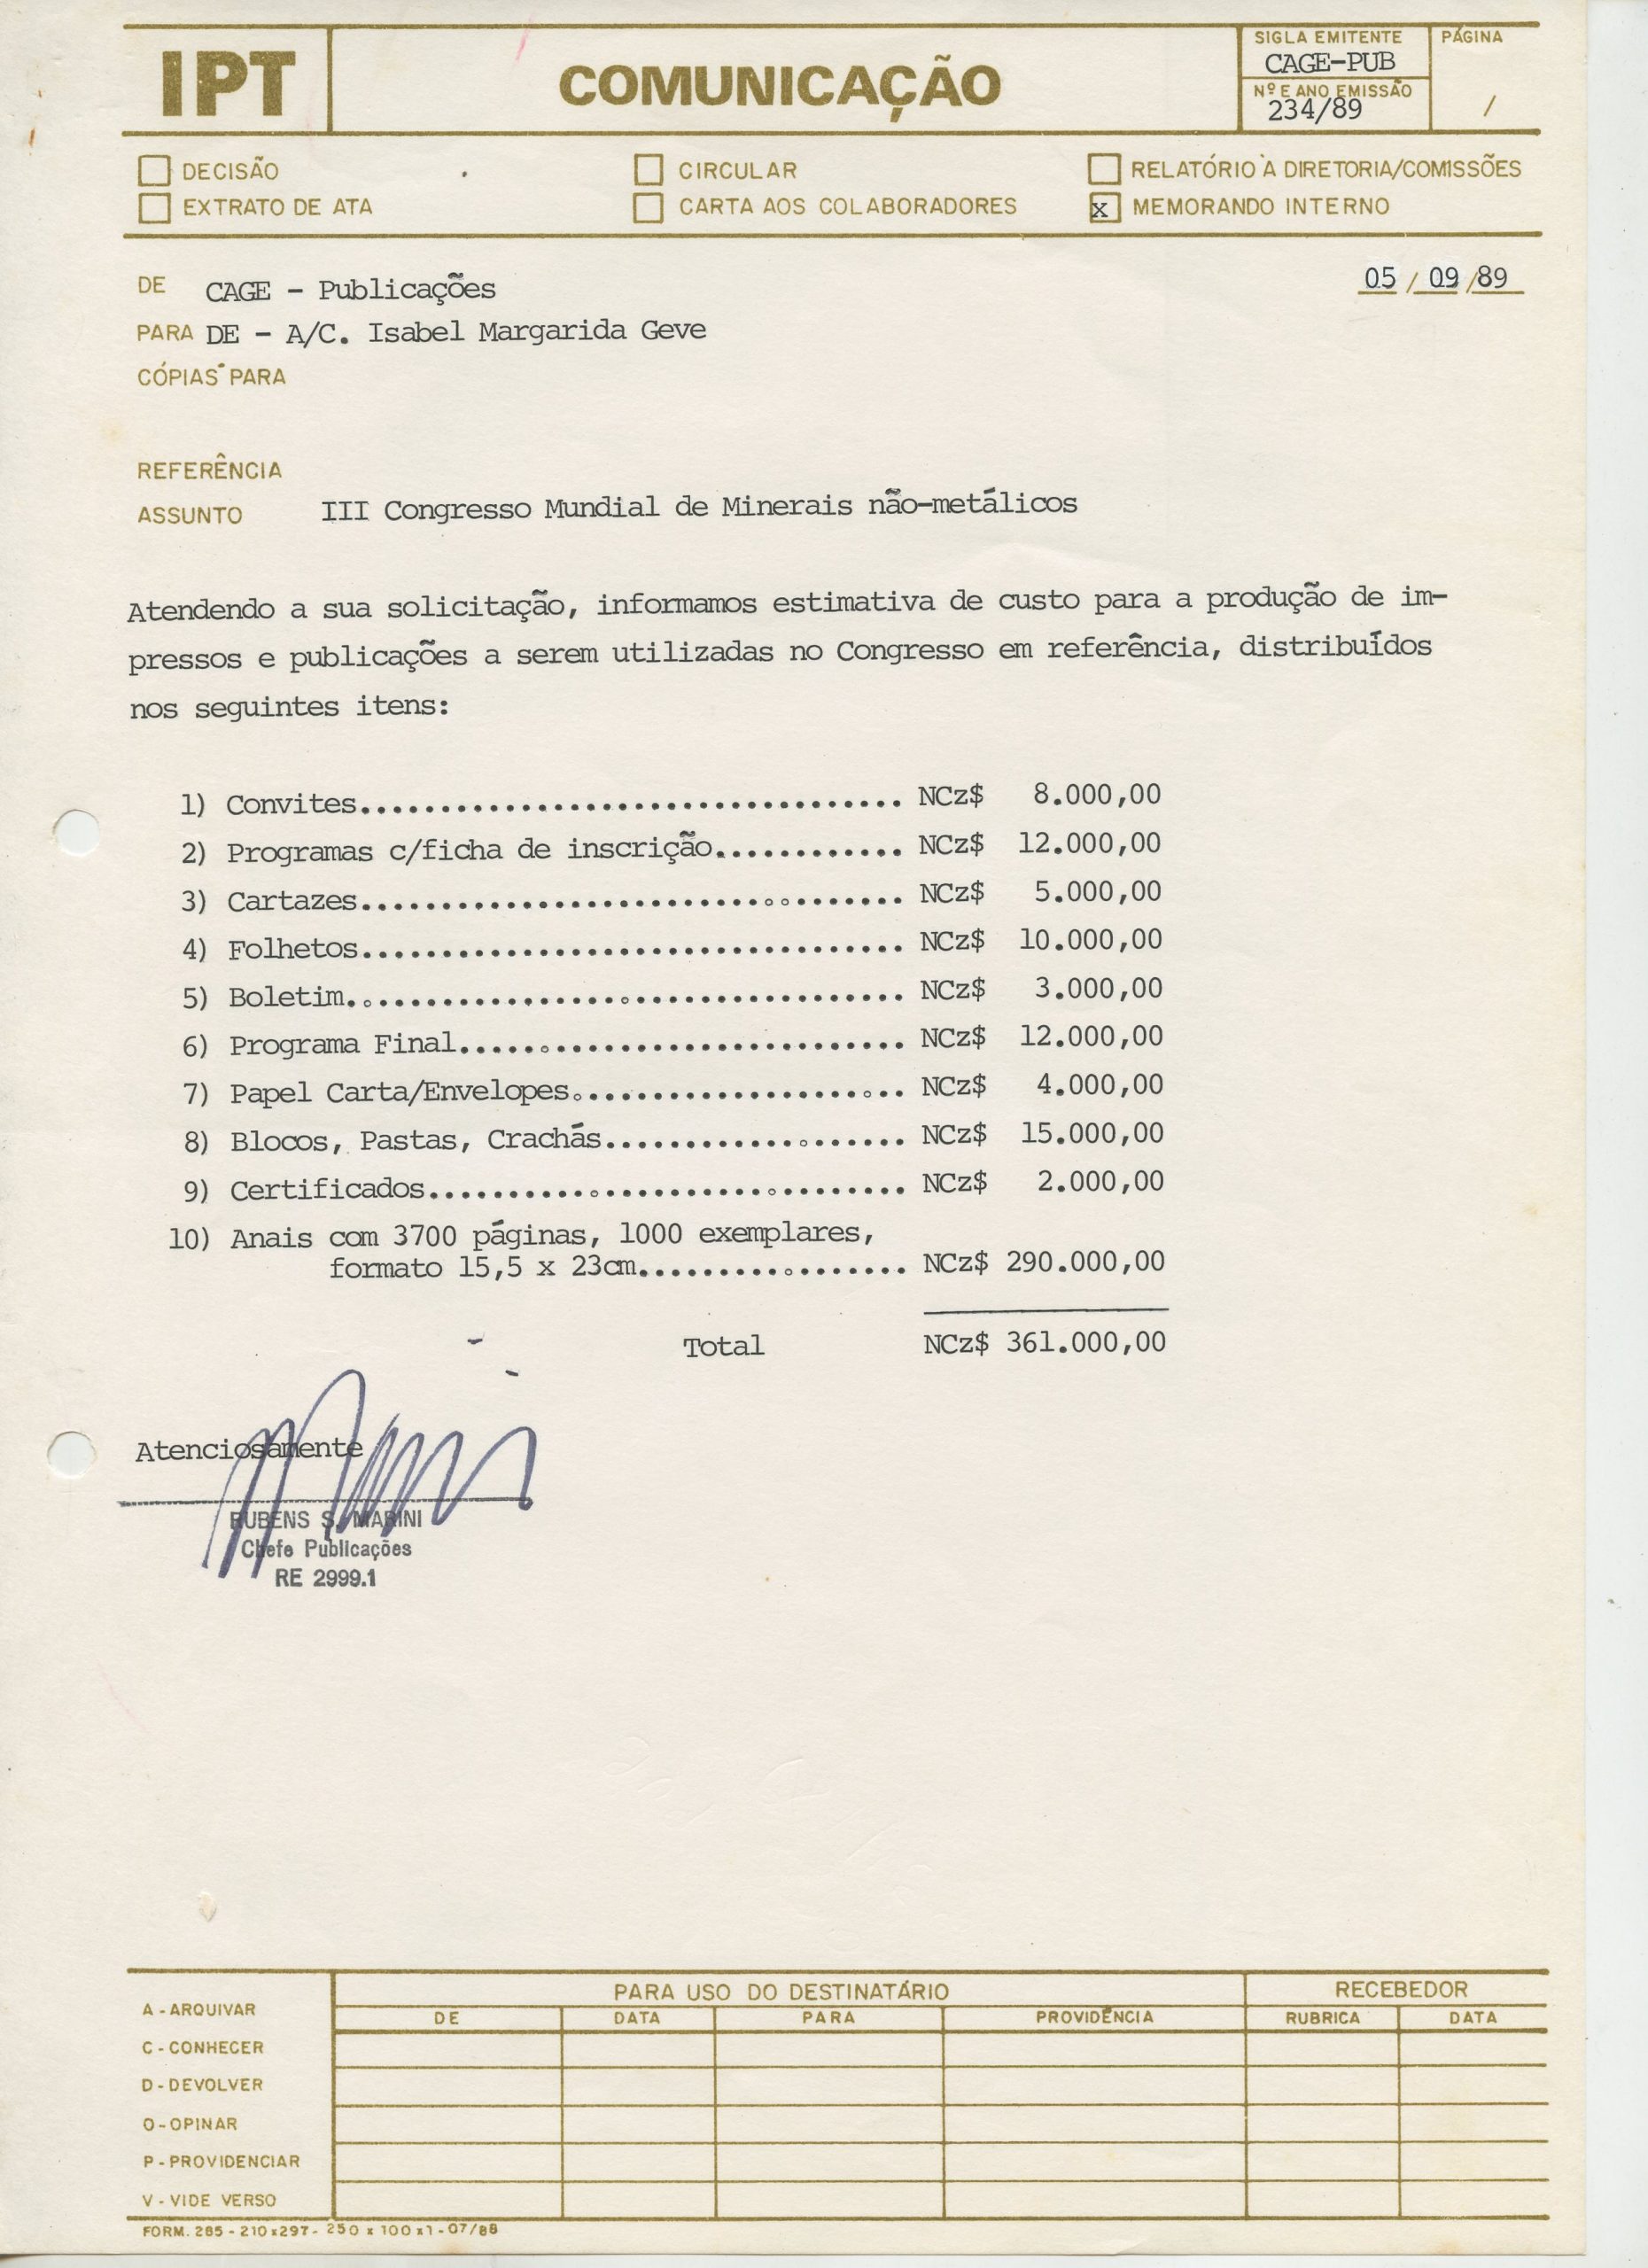 IPT
COMUNICAÇÃO
SIGLA EMITENTE
CAGE-PUB
Nº E ANO EMISSÃO
234/89
PÁGINA
/
DECISÃO
CIRCULAR
RELATÓRIO À DIRETORIA/COMISSÕES
EXTRATO DE ATA
CARTA AOS COLABORADORES
x MEMORANDO INTERNO
DE CAGE - Publicações
05 / 09 /89
PARA DE - A/C. Isabel Margarida Geve
CÓPIAS PARA
REFERÊNCIA
ASSUNTO III Congresso Mundial de Minerais não-metálicos
Atendendo a sua solicitação, informamos estimativa de custo para a produção de im-
pressos e publicações a serem utilizadas no Congresso em referência, distribuídos
nos seguintes itens:
1) Convites.................................. NCz$ 8.000,00
2) Programas c/ficha de inscrição............ NCz$ 12.000,00
3) Cartazes.................................. NCz$ 5.000,00
4) Folhetos.................................. NCz$ 10.000,00
5) Boletim................................... NCz$ 3.000,00
6) Programa Final............................ NCz$ 12.000,00
7) Papel Carta/Envelopes..................... NCz$ 4.000,00
8) Blocos, Pastas, Crachás................... NCz$ 15.000,00
9) Certificados.............................. NCz$ 2.000,00
10) Anais com 3700 páginas, 1000 exemplares,
formato 15,5 x 23cm................. NCz$ 290.000,00
Total NCz$ 361.000,00
Atenciosamente
RUBENS S. MARINI
Chefe Publicações
RE 2999.1
A - ARQUIVAR
C - CONHECER
D - DEVOLVER
O - OPINAR
P - PROVIDENCIAR
V - VIDE VERSO
PARA USO DO DESTINATÁRIO
RECEBEDOR
DE DATA PARA PROVIDÊNCIA RUBRICA DATA
FORM. 285 - 210x297 - 250 x 100 x 1 - 07/88